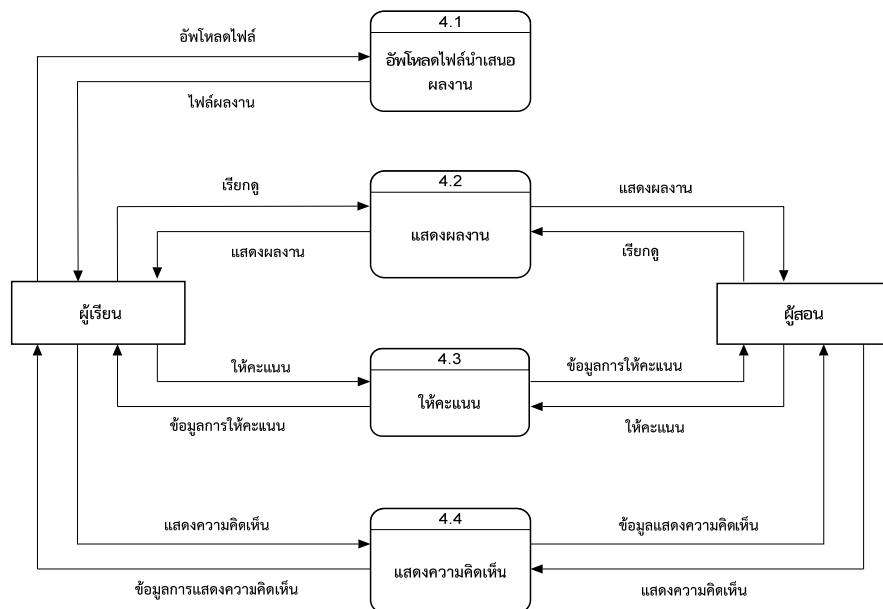 4.1
อัพโหลดไฟล์
อัพโหลดไฟล์นำเสนอ
ผลงาน
ไฟล์ผลงาน
4.2
เรียกดู
แสดงผลงาน
แสดงผลงาน
แสดงผลงาน
เรียกดู
ผู้เรียน
ผู้สอน
4.3
ให้คะแนน
ข้อมูลการให้คะแนน
ให้คะแนน
ข้อมูลการให้คะแนน
ให้คะแนน
4.4
แสดงความคิดเห็น
ข้อมูลแสดงความคิดเห็น
แสดงความคิดเห็น
ข้อมูลการแสดงความคิดเห็น
แสดงความคิดเห็น